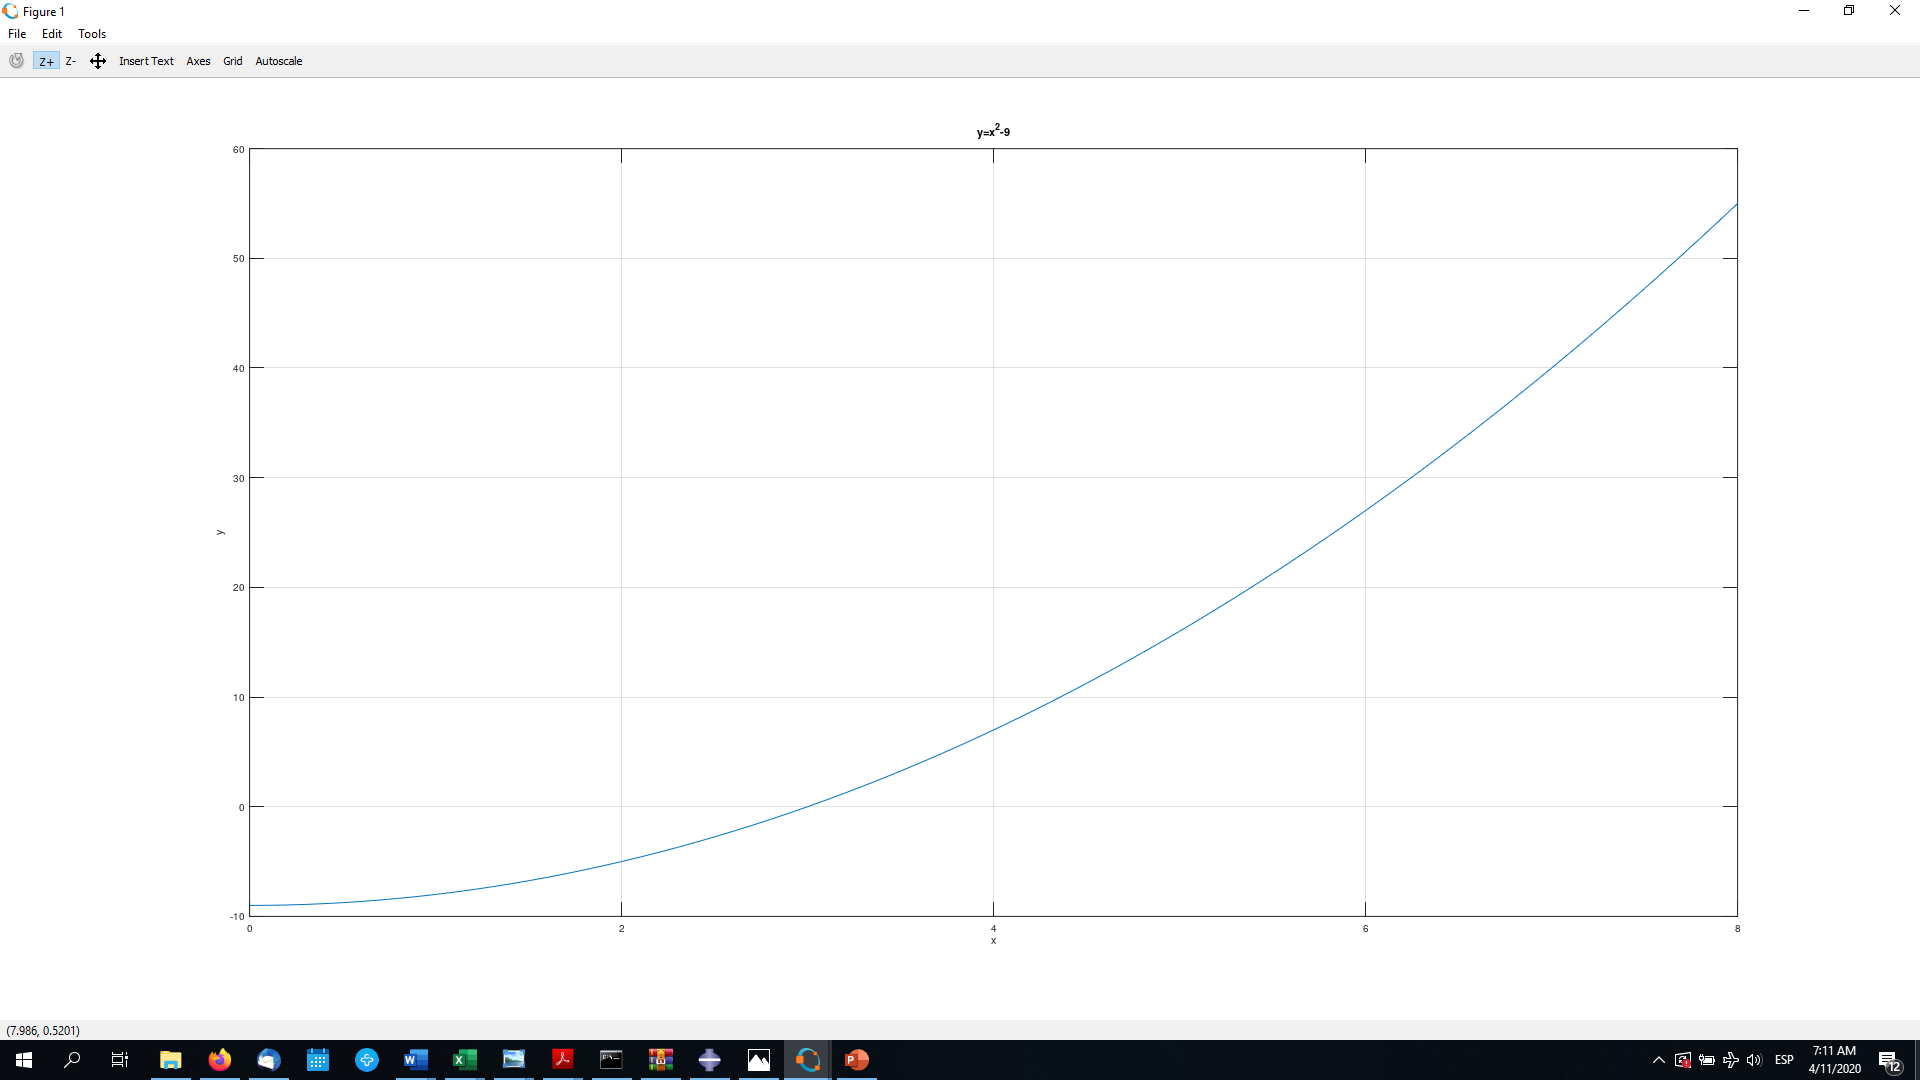 Figure 1
File Edit Tools
Z+ Z- Insert Text Axes Grid Autoscale
y=x²-9
60
50
40
30
20
10
0
-10
y
0 2 4 6 8
x
(7.986, 0.5201)
ESP
7:11 AM
4/11/2020
12